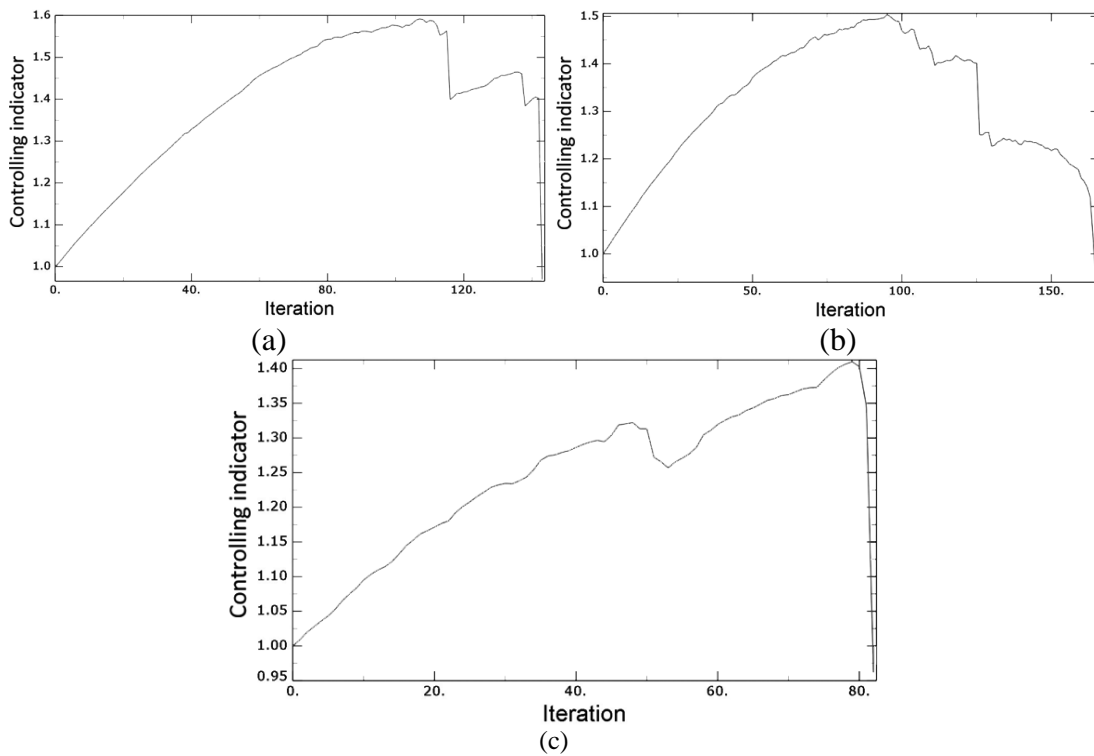 1.6
1.5
1.4
1.3
1.2
1.1
1.0
Controlling indicator
0. 40. 80. 120.
Iteration
(a)
1.5
1.4
1.3
1.2
1.1
1.0
Controlling indicator
0. 50. 100. 150.
Iteration
(b)
1.40
1.35
1.30
1.25
1.20
1.15
1.10
1.05
1.00
0.95
Controlling indicator
0. 20. 40. 60. 80.
Iteration
(c)